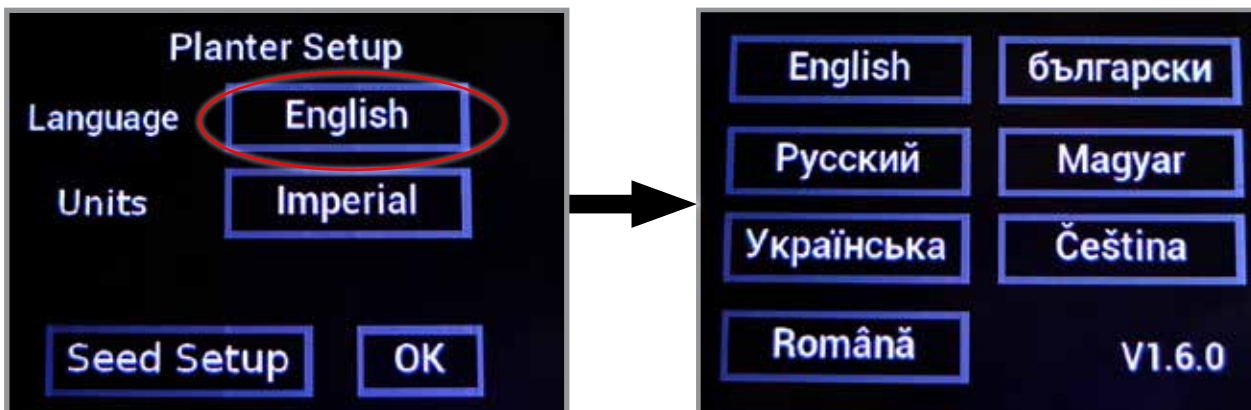 Planter Setup
Language English
Units Imperial
Seed Setup OK
English български
Русский Magyar
Українська Čeština
Română V1.6.0